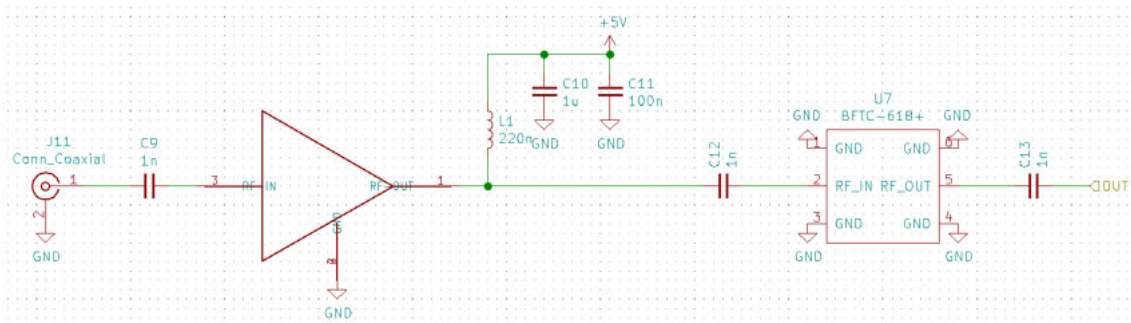 +5V
C10
1u
C11
100n
L1
220n
GND
GND
J11
Conn_Coaxial
C9
1n
1
2
GND
3
RF_IN
RF_OUT
1
GND
GND
C12
1n
U7
BFTC-618+
GND
GND
1
GND
GND
6
2
RF_IN
RF_OUT
5
3
GND
GND
4
GND
GND
C13
1n
OUT